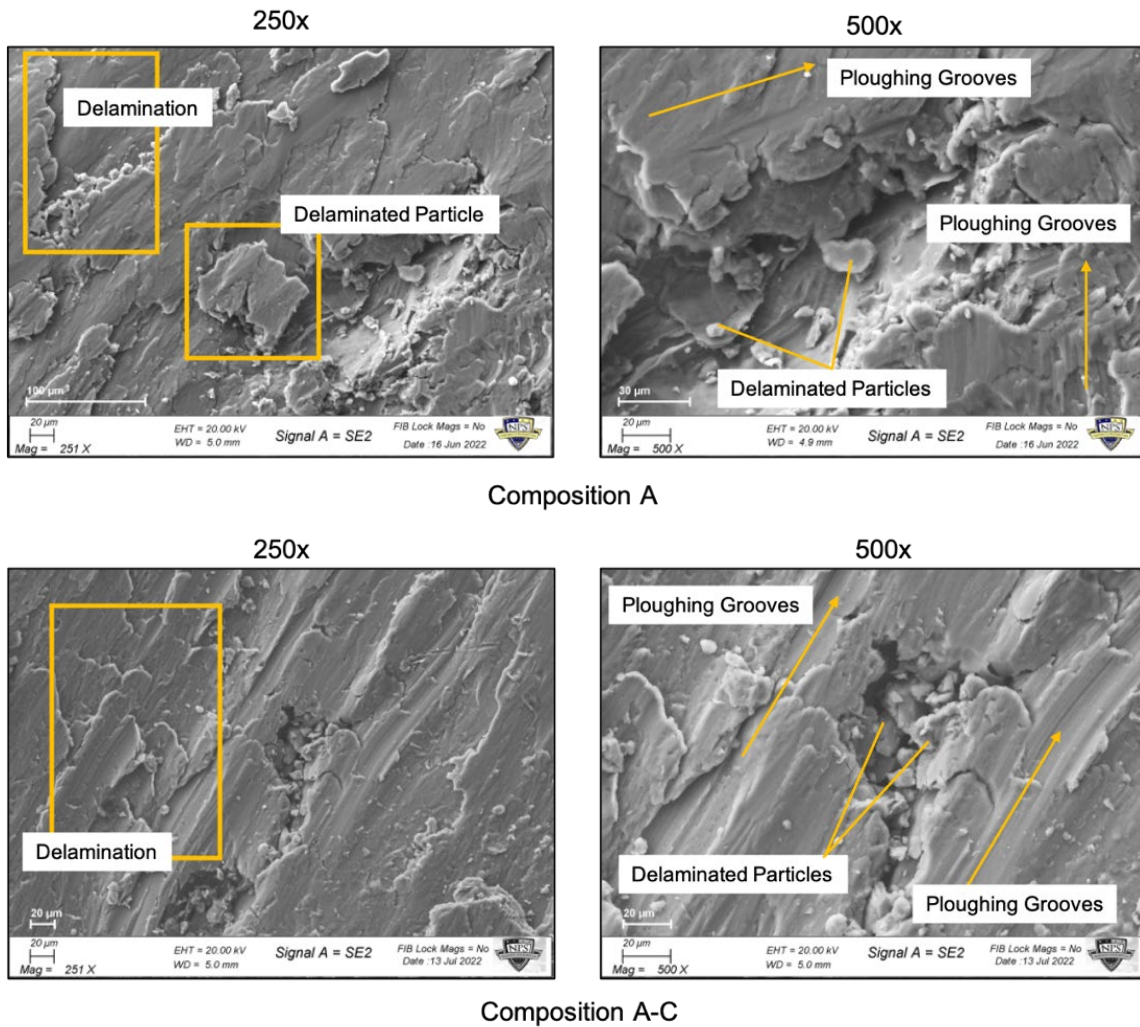 250x
500x
Delamination
Delaminated Particle
100 µm
20 µm
Mag = 251 X
EHT = 20.00 kV
WD = 5.0 mm
Signal A = SE2
FIB Lock Mags = No
Date :16 Jun 2022
NPS
Ploughing Grooves
Ploughing Grooves
Delaminated Particles
30 µm
20 µm
Mag = 500 X
EHT = 20.00 kV
WD = 4.9 mm
Signal A = SE2
FIB Lock Mags = No
Date :16 Jun 2022
NPS
Composition A
250x
500x
Delamination
20 µm
20 µm
Mag = 251 X
EHT = 20.00 kV
WD = 5.0 mm
Signal A = SE2
FIB Lock Mags = No
Date :13 Jul 2022
NPS
Ploughing Grooves
Delaminated Particles
Ploughing Grooves
20 µm
20 µm
Mag = 500 X
EHT = 20.00 kV
WD = 5.0 mm
Signal A = SE2
FIB Lock Mags = No
Date :13 Jul 2022
NPS
Composition A-C